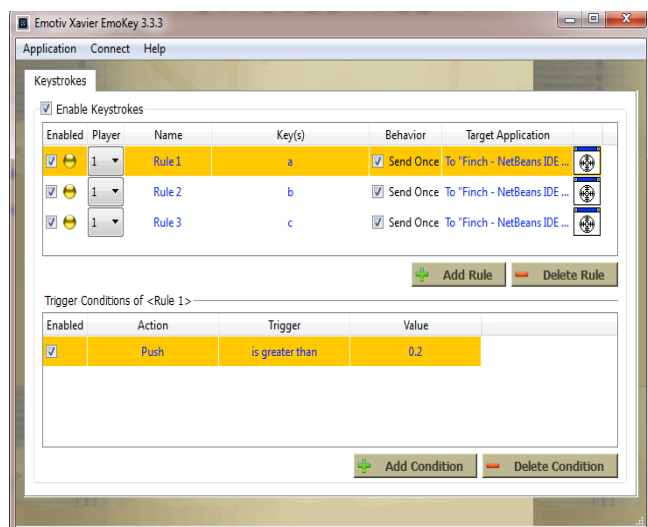 Emotiv Xavier EmoKey 3.3.3
Application Connect Help
Keystrokes
Enable Keystrokes
Enabled Player Name Key(s) Behavior Target Application
1 Rule 1 a Send Once To "Finch - NetBeans IDE ...
1 Rule 2 b Send Once To "Finch - NetBeans IDE ...
1 Rule 3 c Send Once To "Finch - NetBeans IDE ...
Add Rule Delete Rule
Trigger Conditions of <Rule 1>
Enabled Action Trigger Value
Push is greater than 0.2
Add Condition Delete Condition